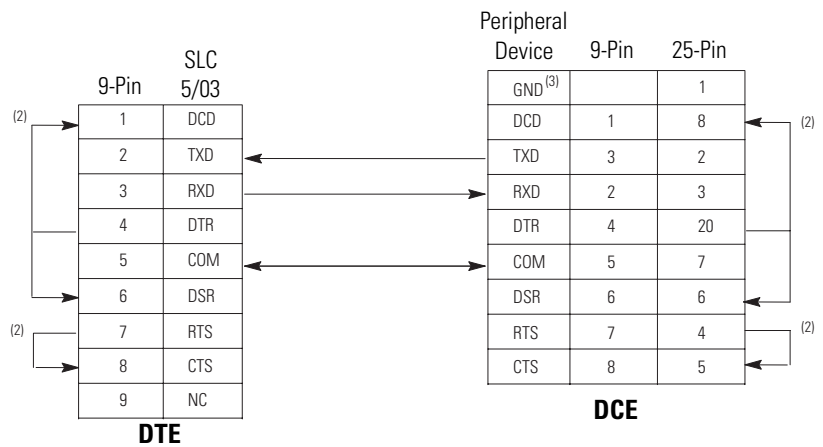 Peripheral
Device 9-Pin 25-Pin
SLC
9-Pin 5/03
GND(3) 1
(2) 1 DCD
DCD 1 8 (2)
2 TXD
TXD 3 2
3 RXD
RXD 2 3
4 DTR
DTR 4 20
5 COM
COM 5 7
6 DSR
DSR 6 6
(2) 7 RTS
RTS 7 4 (2)
8 CTS
CTS 8 5
9 NC
DCE
DTE